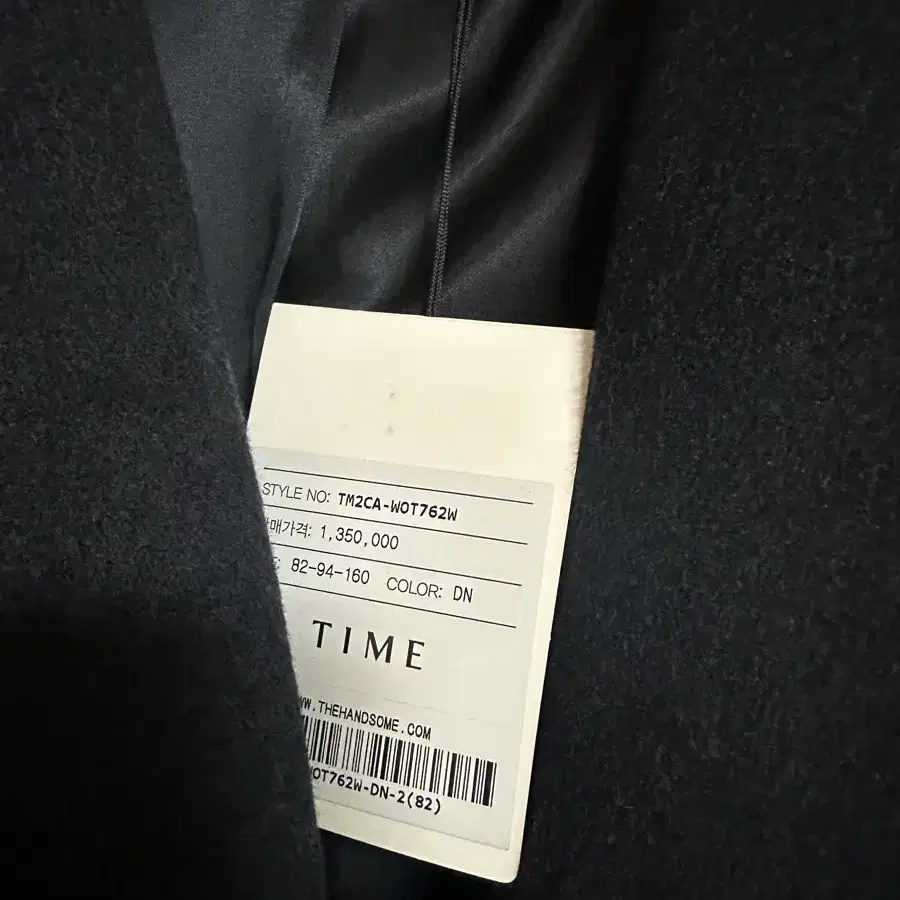 STYLE NO: TM2CA-WOT762W
매가격: 1,350,000
82-94-160 COLOR: DN
TIME
WW.THEHANDSOME.COM
WOT762W-DN-2(82)